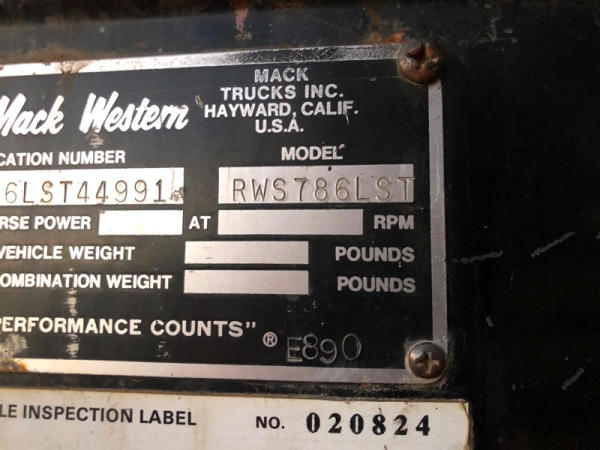 Mack Western
MACK
TRUCKS INC.
HAYWARD, CALIF.
U.S.A.
CATION NUMBER MODEL
6LST44991 RWS786LST
RSE POWER AT RPM
VEHICLE WEIGHT POUNDS
OMBINATION WEIGHT POUNDS
PERFORMANCE COUNTS" ® E890
LE INSPECTION LABEL NO. 020824